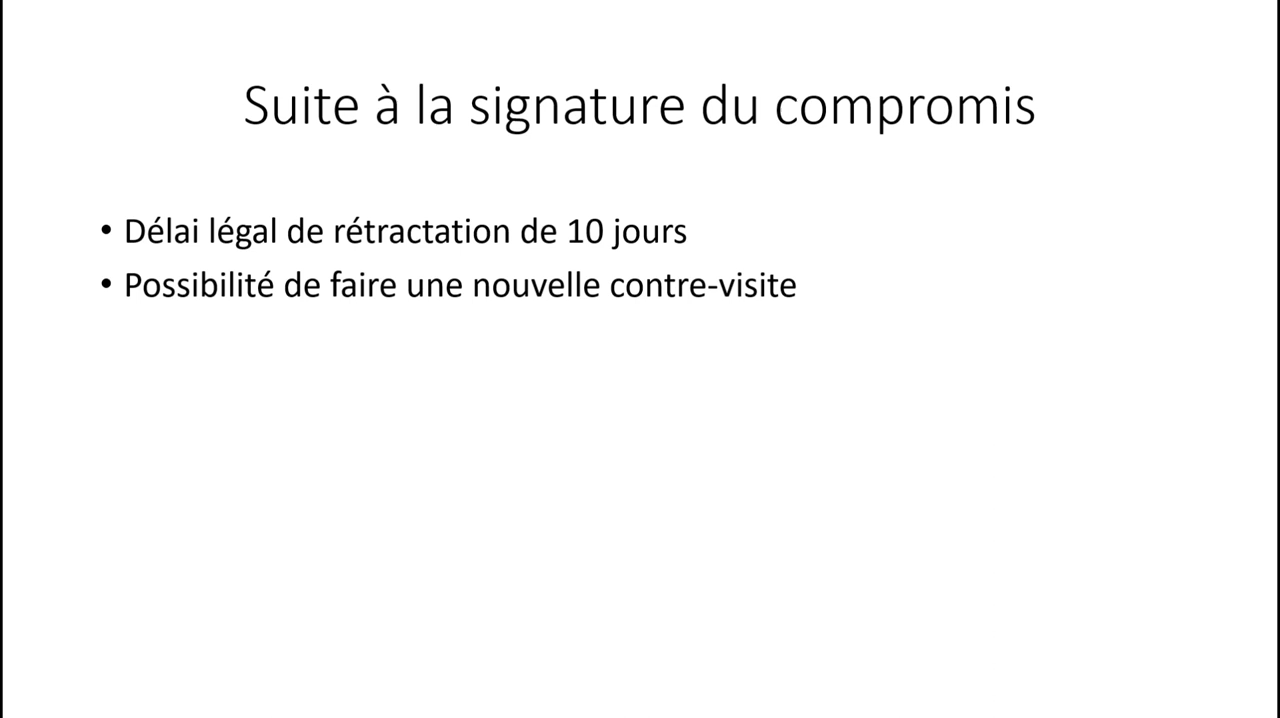 Suite à la signature du compromis
• Délai légal de rétractation de 10 jours
• Possibilité de faire une nouvelle contre-visite